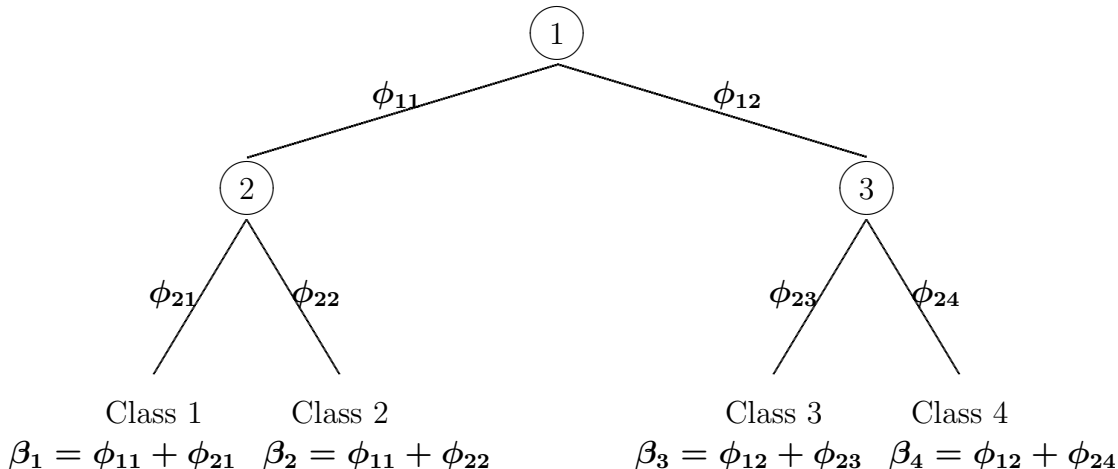 1
ϕ₁₁ ϕ₁₂
2 3
ϕ₂₁ ϕ₂₂ ϕ₂₃ ϕ₂₄
Class 1 Class 2 Class 3 Class 4
β₁ = ϕ₁₁ + ϕ₂₁ β₂ = ϕ₁₁ + ϕ₂₂ β₃ = ϕ₁₂ + ϕ₂₃ β₄ = ϕ₁₂ + ϕ₂₄